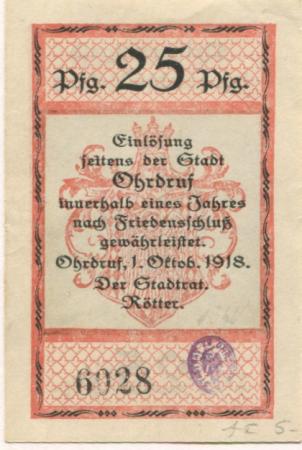 Pfg. 25 Pfg.
Einlösung
seitens der Stadt
Ohrdruf
innerhalb eines Jahres
nach Friedensschluß
gewährleistet.
Ohrdruf, 1. Oktob. 1918.
Der Stadtrat.
Rötter.
6028